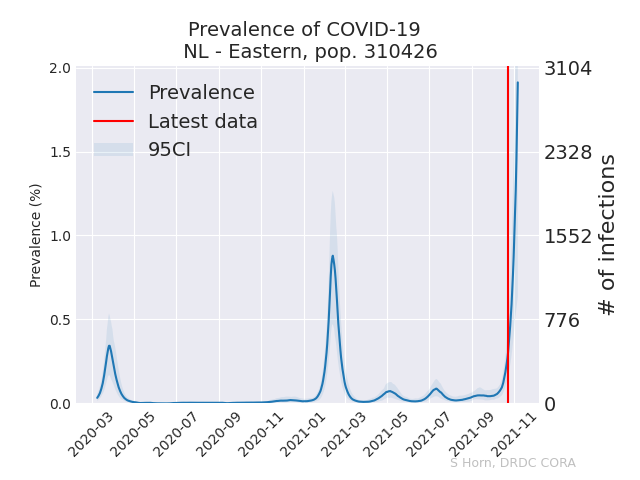 Prevalence of COVID-19
NL - Eastern, pop. 310426
Prevalence
Latest data
95CI
Prevalence (%)
2.0
1.5
1.0
0.5
0.0
3104
2328
1552
776
0
# of infections
2020-03
2020-05
2020-07
2020-09
2020-11
2021-01
2021-03
2021-05
2021-07
2021-09
2021-11
S Horn, DRDC CORA